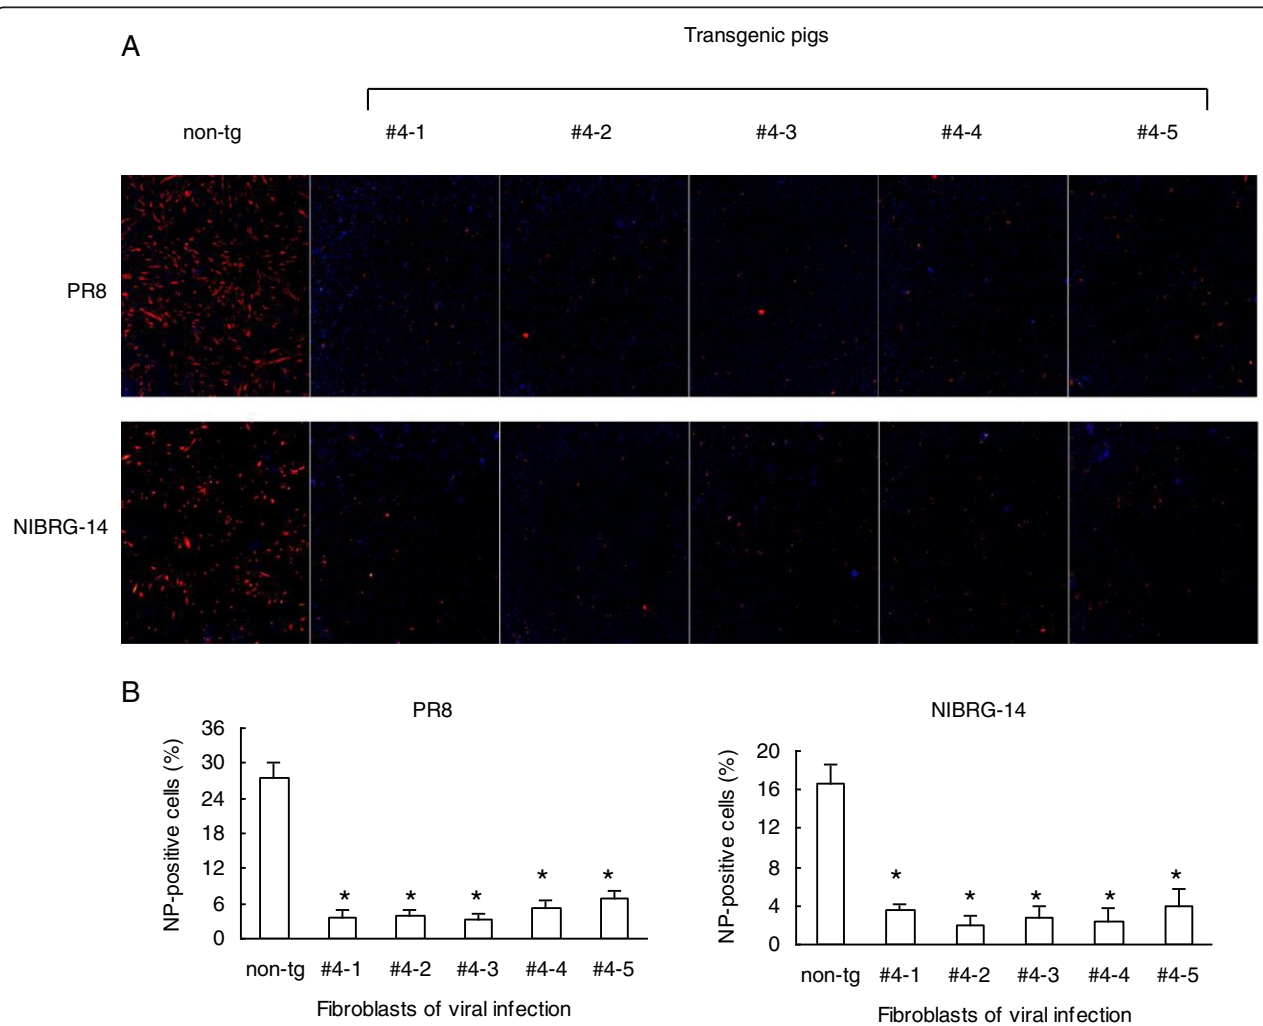 A
Transgenic pigs
non-tg #4-1 #4-2 #4-3 #4-4 #4-5
PR8
NIBRG-14
B
PR8
36
30
24
18
12
6
0
NP-positive cells (%)
* * * * *
non-tg #4-1 #4-2 #4-3 #4-4 #4-5
Fibroblasts of viral infection
NIBRG-14
20
16
12
8
4
0
NP-positive cells (%)
* * * * *
non-tg #4-1 #4-2 #4-3 #4-4 #4-5
Fibroblasts of viral infection